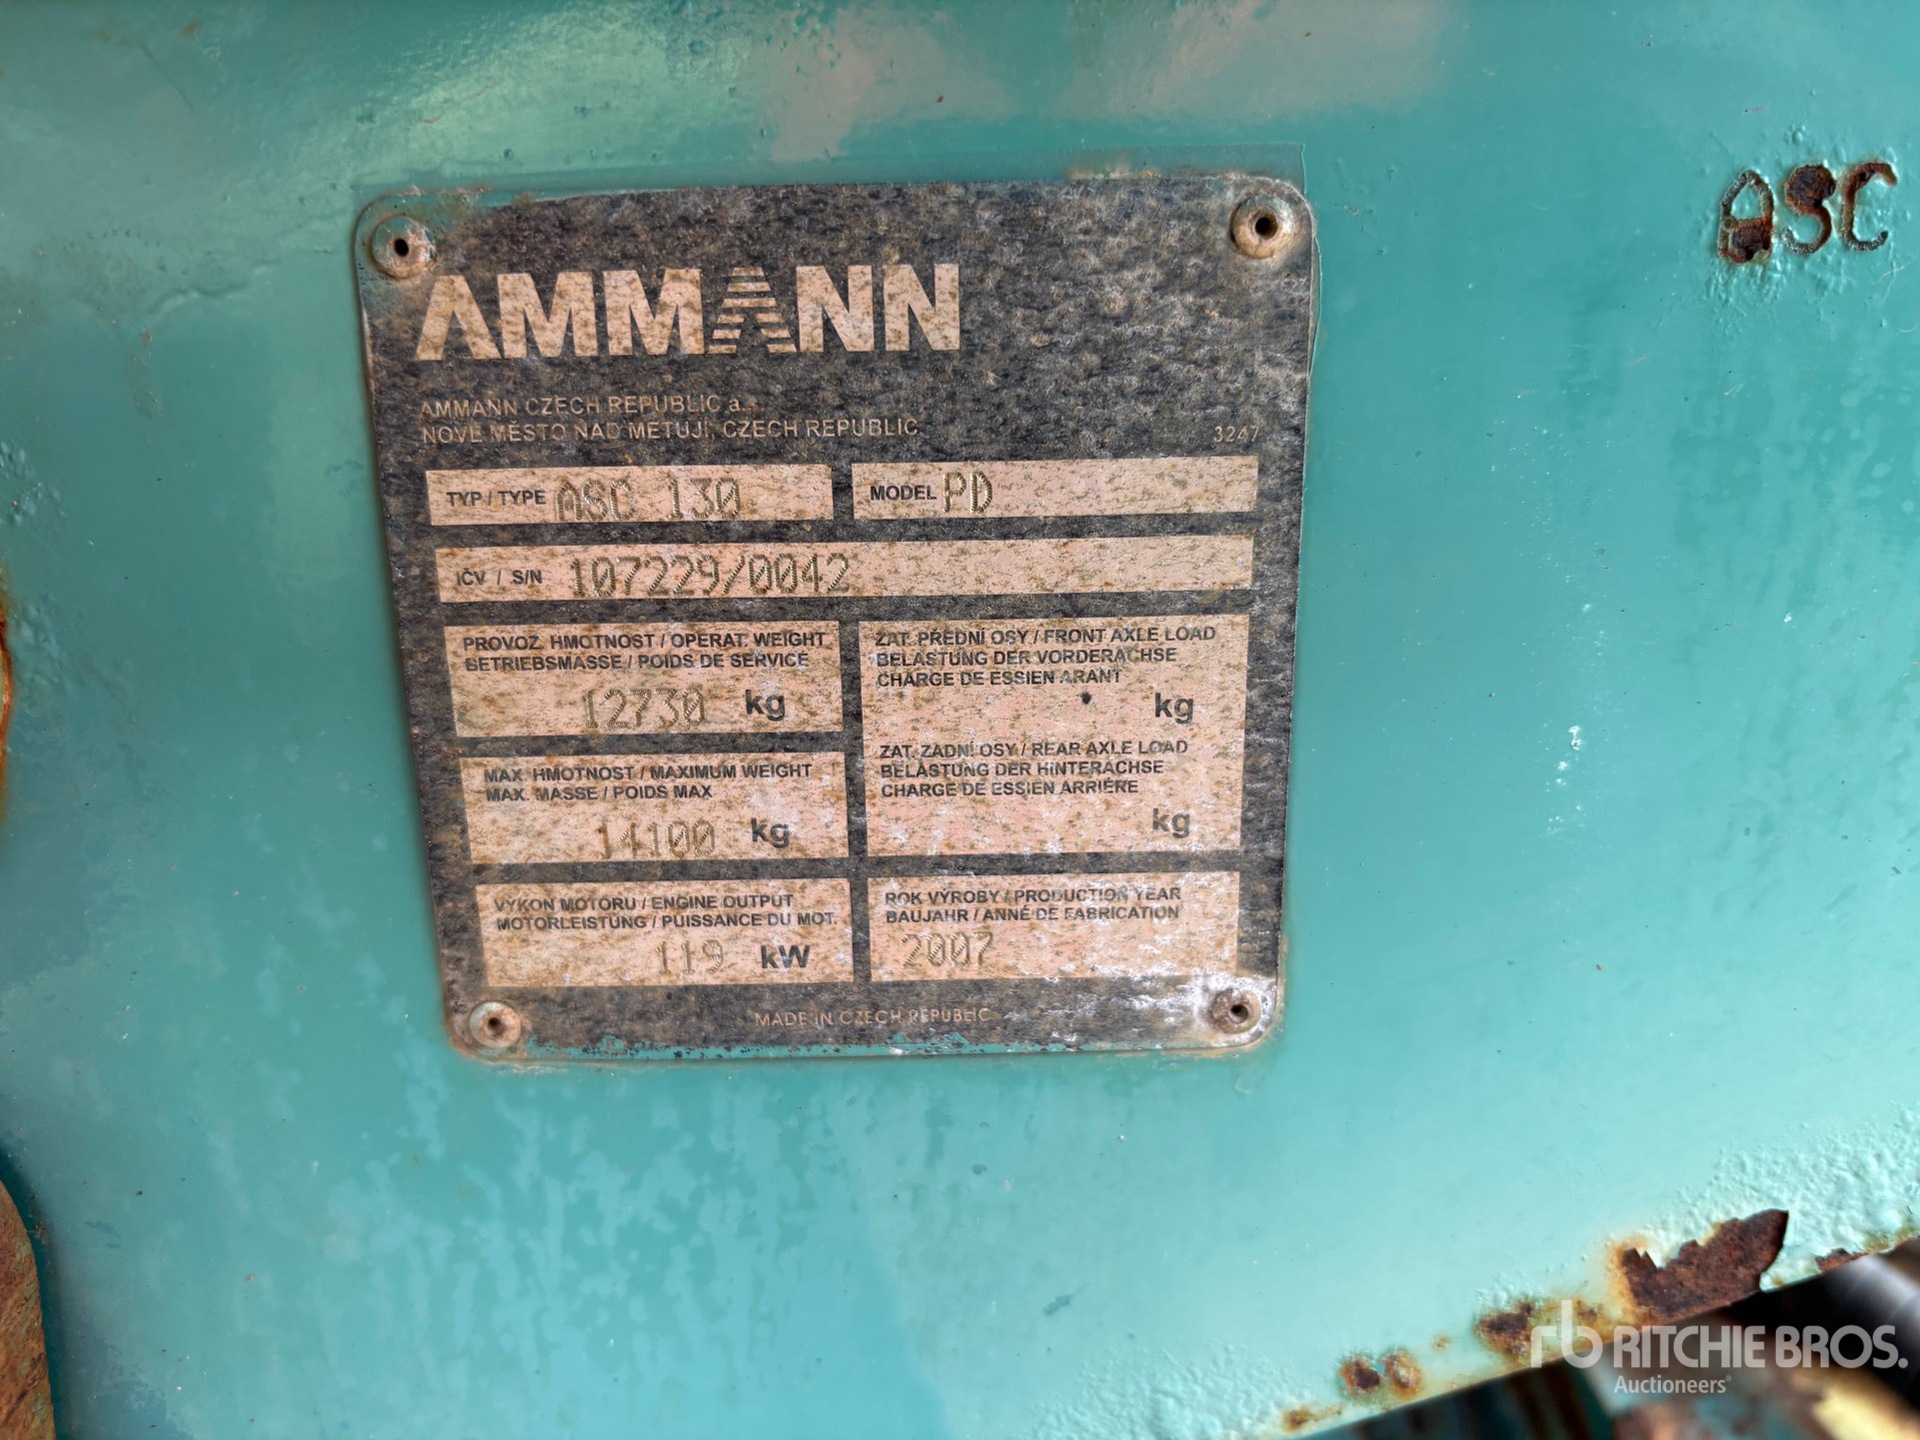 ASC
AMMANN
AMMANN CZECH REPUBLIC a.s.
NOVÉ MĚSTO NAD METUJÍ, CZECH REPUBLIC
3247
TYP / TYPE ASC 130
MODEL PD
IČV / S/N 107229/0042
PROVOZ. HMOTNOST / OPERAT. WEIGHT
BETRIEBSMASSE / POIDS DE SERVICE
12730 kg
ZAT. PŘEDNÍ OSY / FRONT AXLE LOAD
BELASTUNG DER VORDERACHSE
CHARGE DE ESSIEN ARANT
kg
MAX. HMOTNOST / MAXIMUM WEIGHT
MAX. MASSE / POIDS MAX
14100 kg
ZAT. ZADNÍ OSY / REAR AXLE LOAD
BELASTUNG DER HINTERACHSE
CHARGE DE ESSIEN ARRIÉRE
kg
VÝKON MOTORU / ENGINE OUTPUT
MOTORLEISTUNG / PUISSANCE DU MOT.
119 kW
ROK VÝROBY / PRODUCTION YEAR
BAUJAHR / ANNÉ DE FABRICATION
2007
MADE IN CZECH REPUBLIC
rb RITCHIE BROS.
Auctioneers